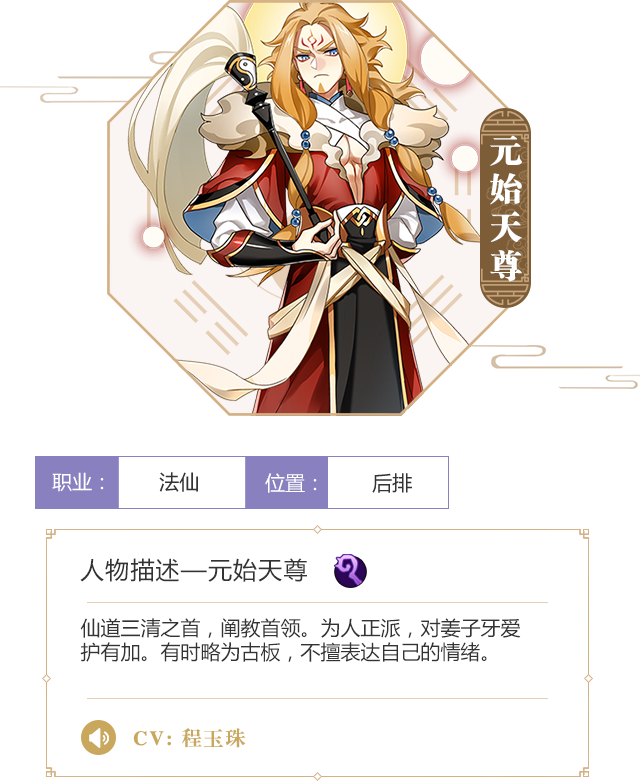 元始天尊
职业： 法仙 位置： 后排
人物描述—元始天尊
仙道三清之首，阐教首领。为人正派，对姜子牙爱
护有加。有时略为古板，不擅表达自己的情绪。
CV: 程玉珠